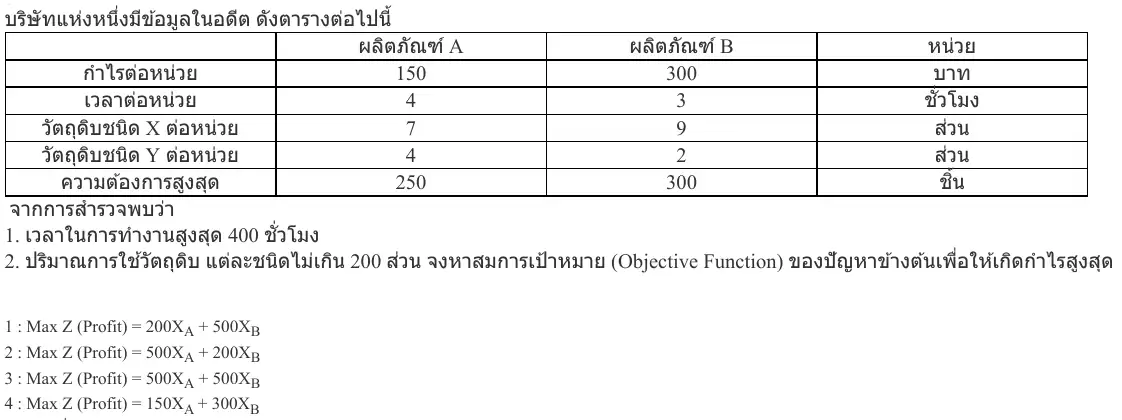 บริษัทแห่งหนึ่งมีข้อมูลในอดีต ดังตารางต่อไปนี้
ผลิตภัณฑ์ A ผลิตภัณฑ์ B หน่วย
กำไรต่อหน่วย 150 300 บาท
เวลาต่อหน่วย 4 3 ชั่วโมง
วัตถุดิบชนิด X ต่อหน่วย 7 9 ส่วน
วัตถุดิบชนิด Y ต่อหน่วย 4 2 ส่วน
ความต้องการสูงสุด 250 300 ชิ้น
จากการสำรวจพบว่า
1. เวลาในการทำงานสูงสุด 400 ชั่วโมง
2. ปริมาณการใช้วัตถุดิบ แต่ละชนิดไม่เกิน 200 ส่วน จงหาสมการเป้าหมาย (Objective Function) ของปัญหาข้างต้นเพื่อให้เกิดกำไรสูงสุด
1 : Max Z (Profit) = 200XA + 500XB
2 : Max Z (Profit) = 500XA + 200XB
3 : Max Z (Profit) = 500XA + 500XB
4 : Max Z (Profit) = 150XA + 300XB